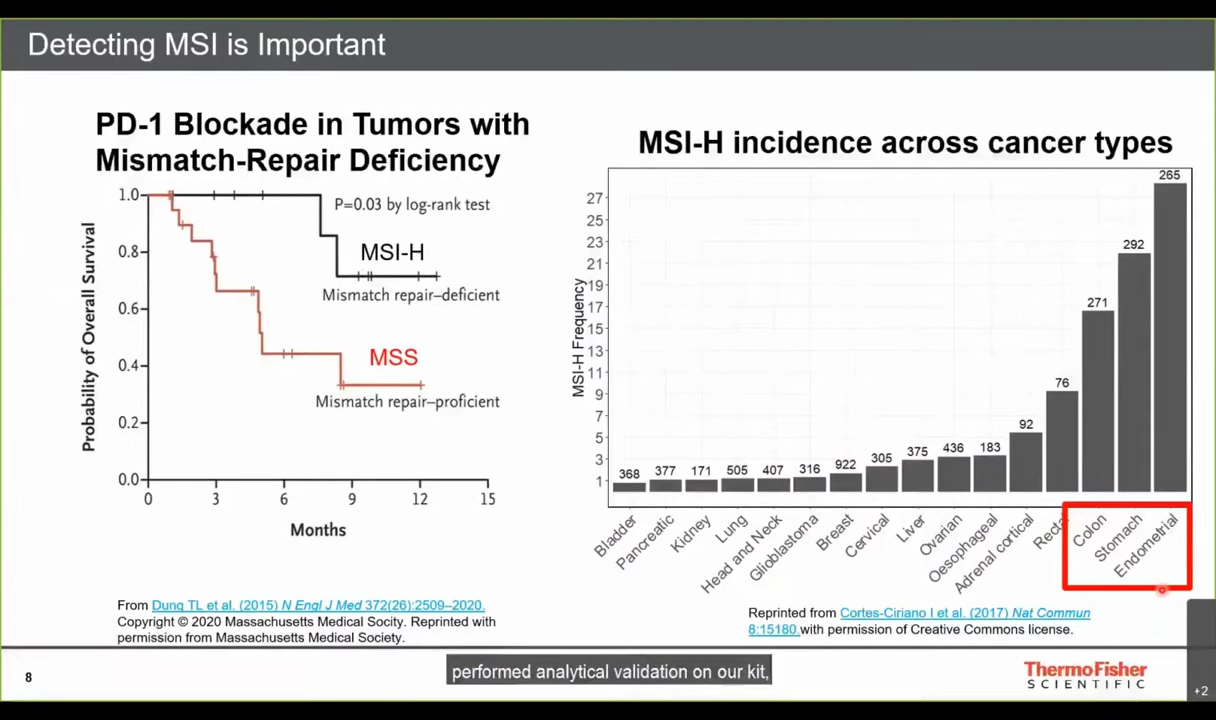 Detecting MSI is Important
PD-1 Blockade in Tumors with
Mismatch-Repair Deficiency
1.0
0.8
0.6
0.4
0.2
0.0
Probability of Overall Survival
P=0.03 by log-rank test
MSI-H
Mismatch repair–deficient
MSS
Mismatch repair–proficient
0 3 6 9 12 15
Months
From Dung TL et al. (2015) N Engl J Med 372(26):2509–2020.
Copyright © 2020 Massachusetts Medical Socity. Reprinted with
permission from Massachusetts Medical Society.
MSI-H incidence across cancer types
MSI-H Frequency
27
25
23
21
19
17
15
13
11
9
7
5
3
1
368 377 171 505 407 316 922 305 375 436 183 92 76 271 292 265
Bladder
Pancreatic
Kidney
Lung
Head and Neck
Glioblastoma
Breast
Cervical
Liver
Ovarian
Oesophageal
Adrenal cortical
Rectal
Colon
Stomach
Endometrial
Reprinted from Cortes-Ciriano I et al. (2017) Nat Commun
8:15180.with permission of Creative Commons license.
8
performed analytical validation on our kit,
ThermoFisher
SCIENTIFIC
+2